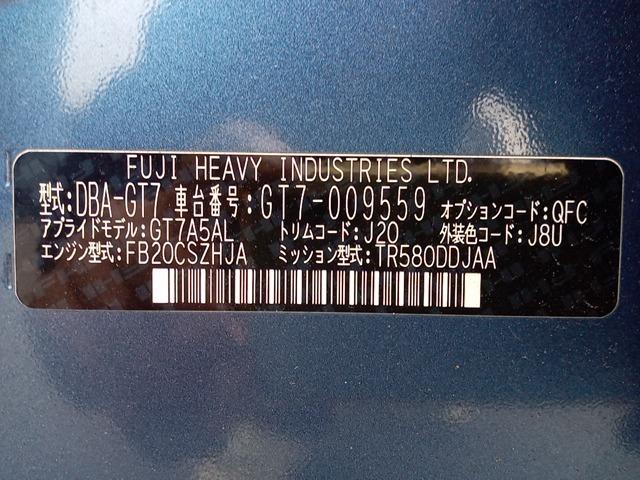 FUJI HEAVY INDUSTRIES LTD.
型式:DBA-GT7 車台番号:GT7-009559 オプションコード:QFC
アプライドモデル:GT7A5AL トリムコード:J20 外装色コード:J8U
エンジン型式:FB20CSZHJA ミッション型式:TR580DDJAA